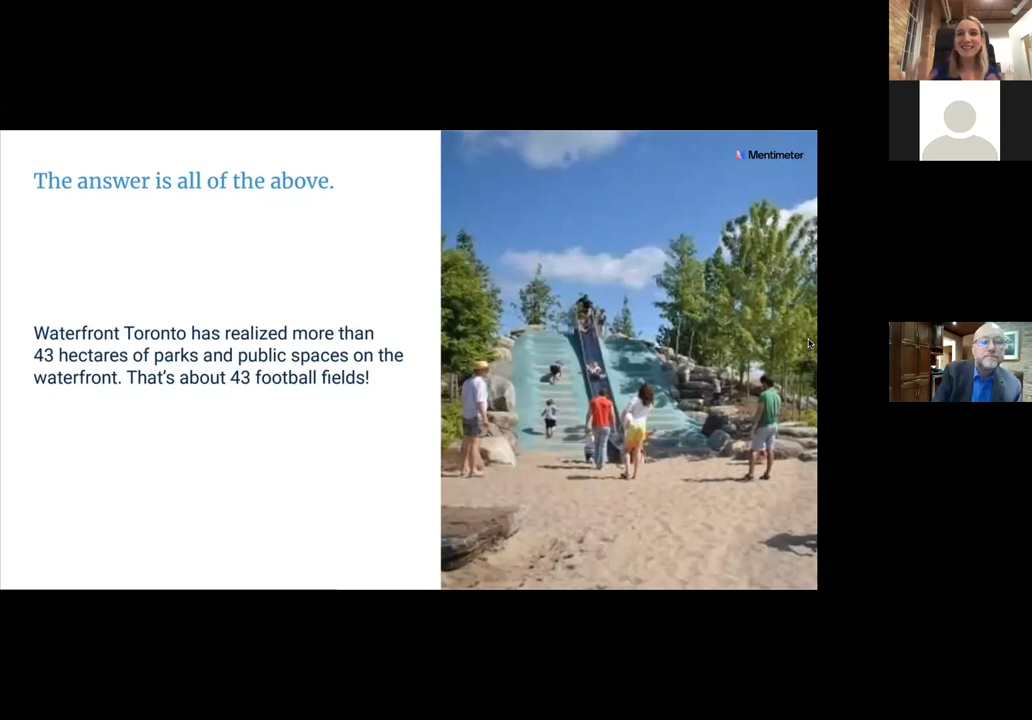 Mentimeter
The answer is all of the above.
Waterfront Toronto has realized more than
43 hectares of parks and public spaces on the
waterfront. That's about 43 football fields!